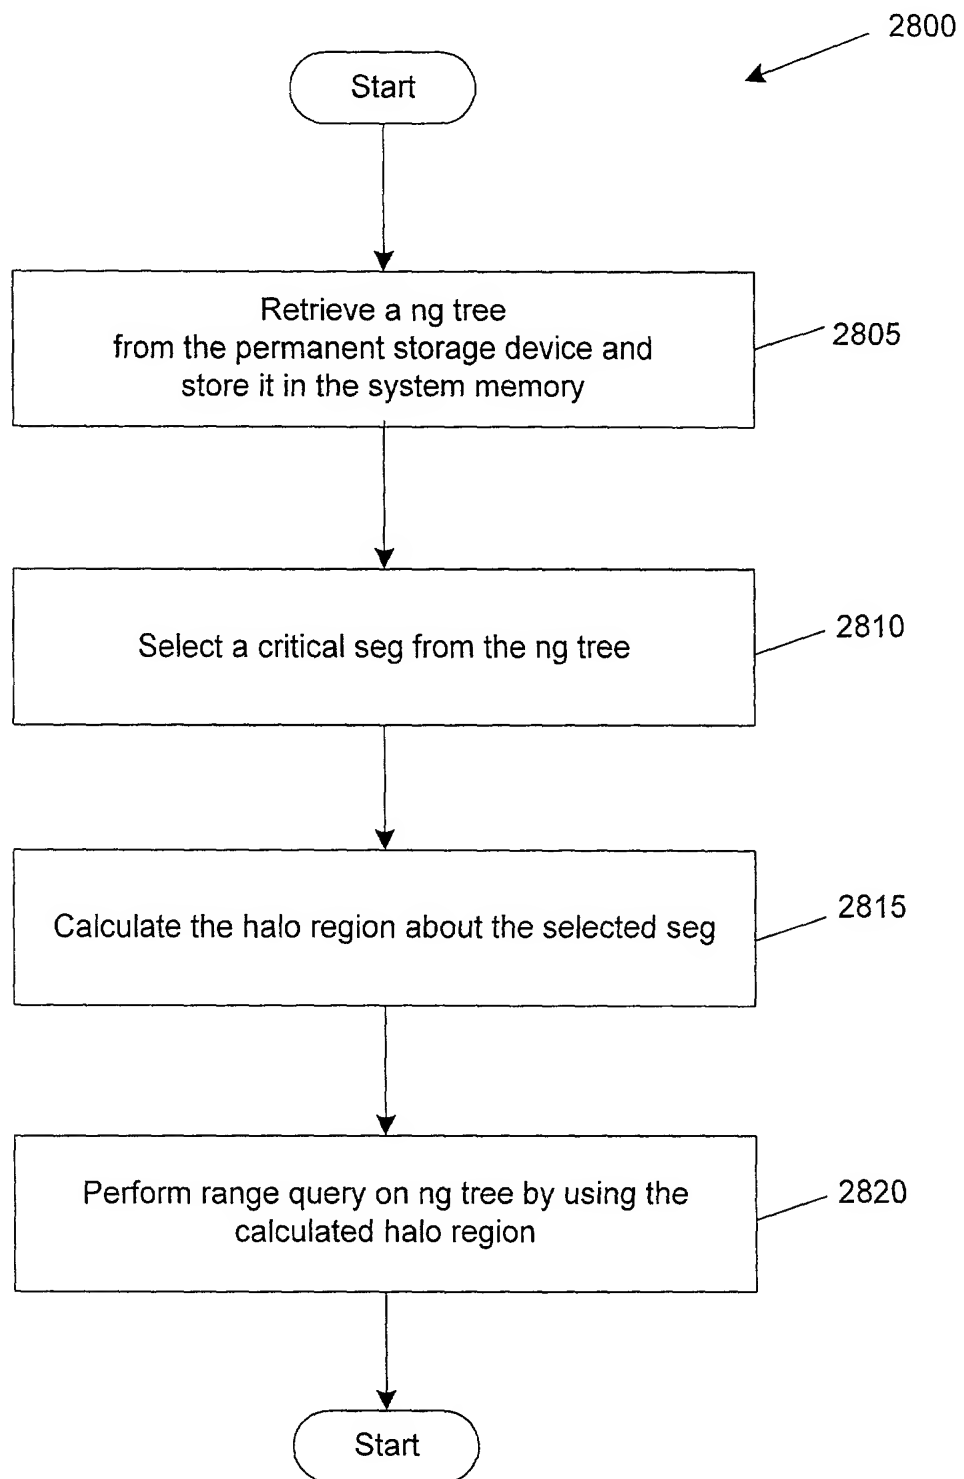 2800
Start
Retrieve a ng tree
from the permanent storage device and
store it in the system memory
2805
Select a critical seg from the ng tree
2810
Calculate the halo region about the selected seg
2815
Perform range query on ng tree by using the
calculated halo region
2820
Start